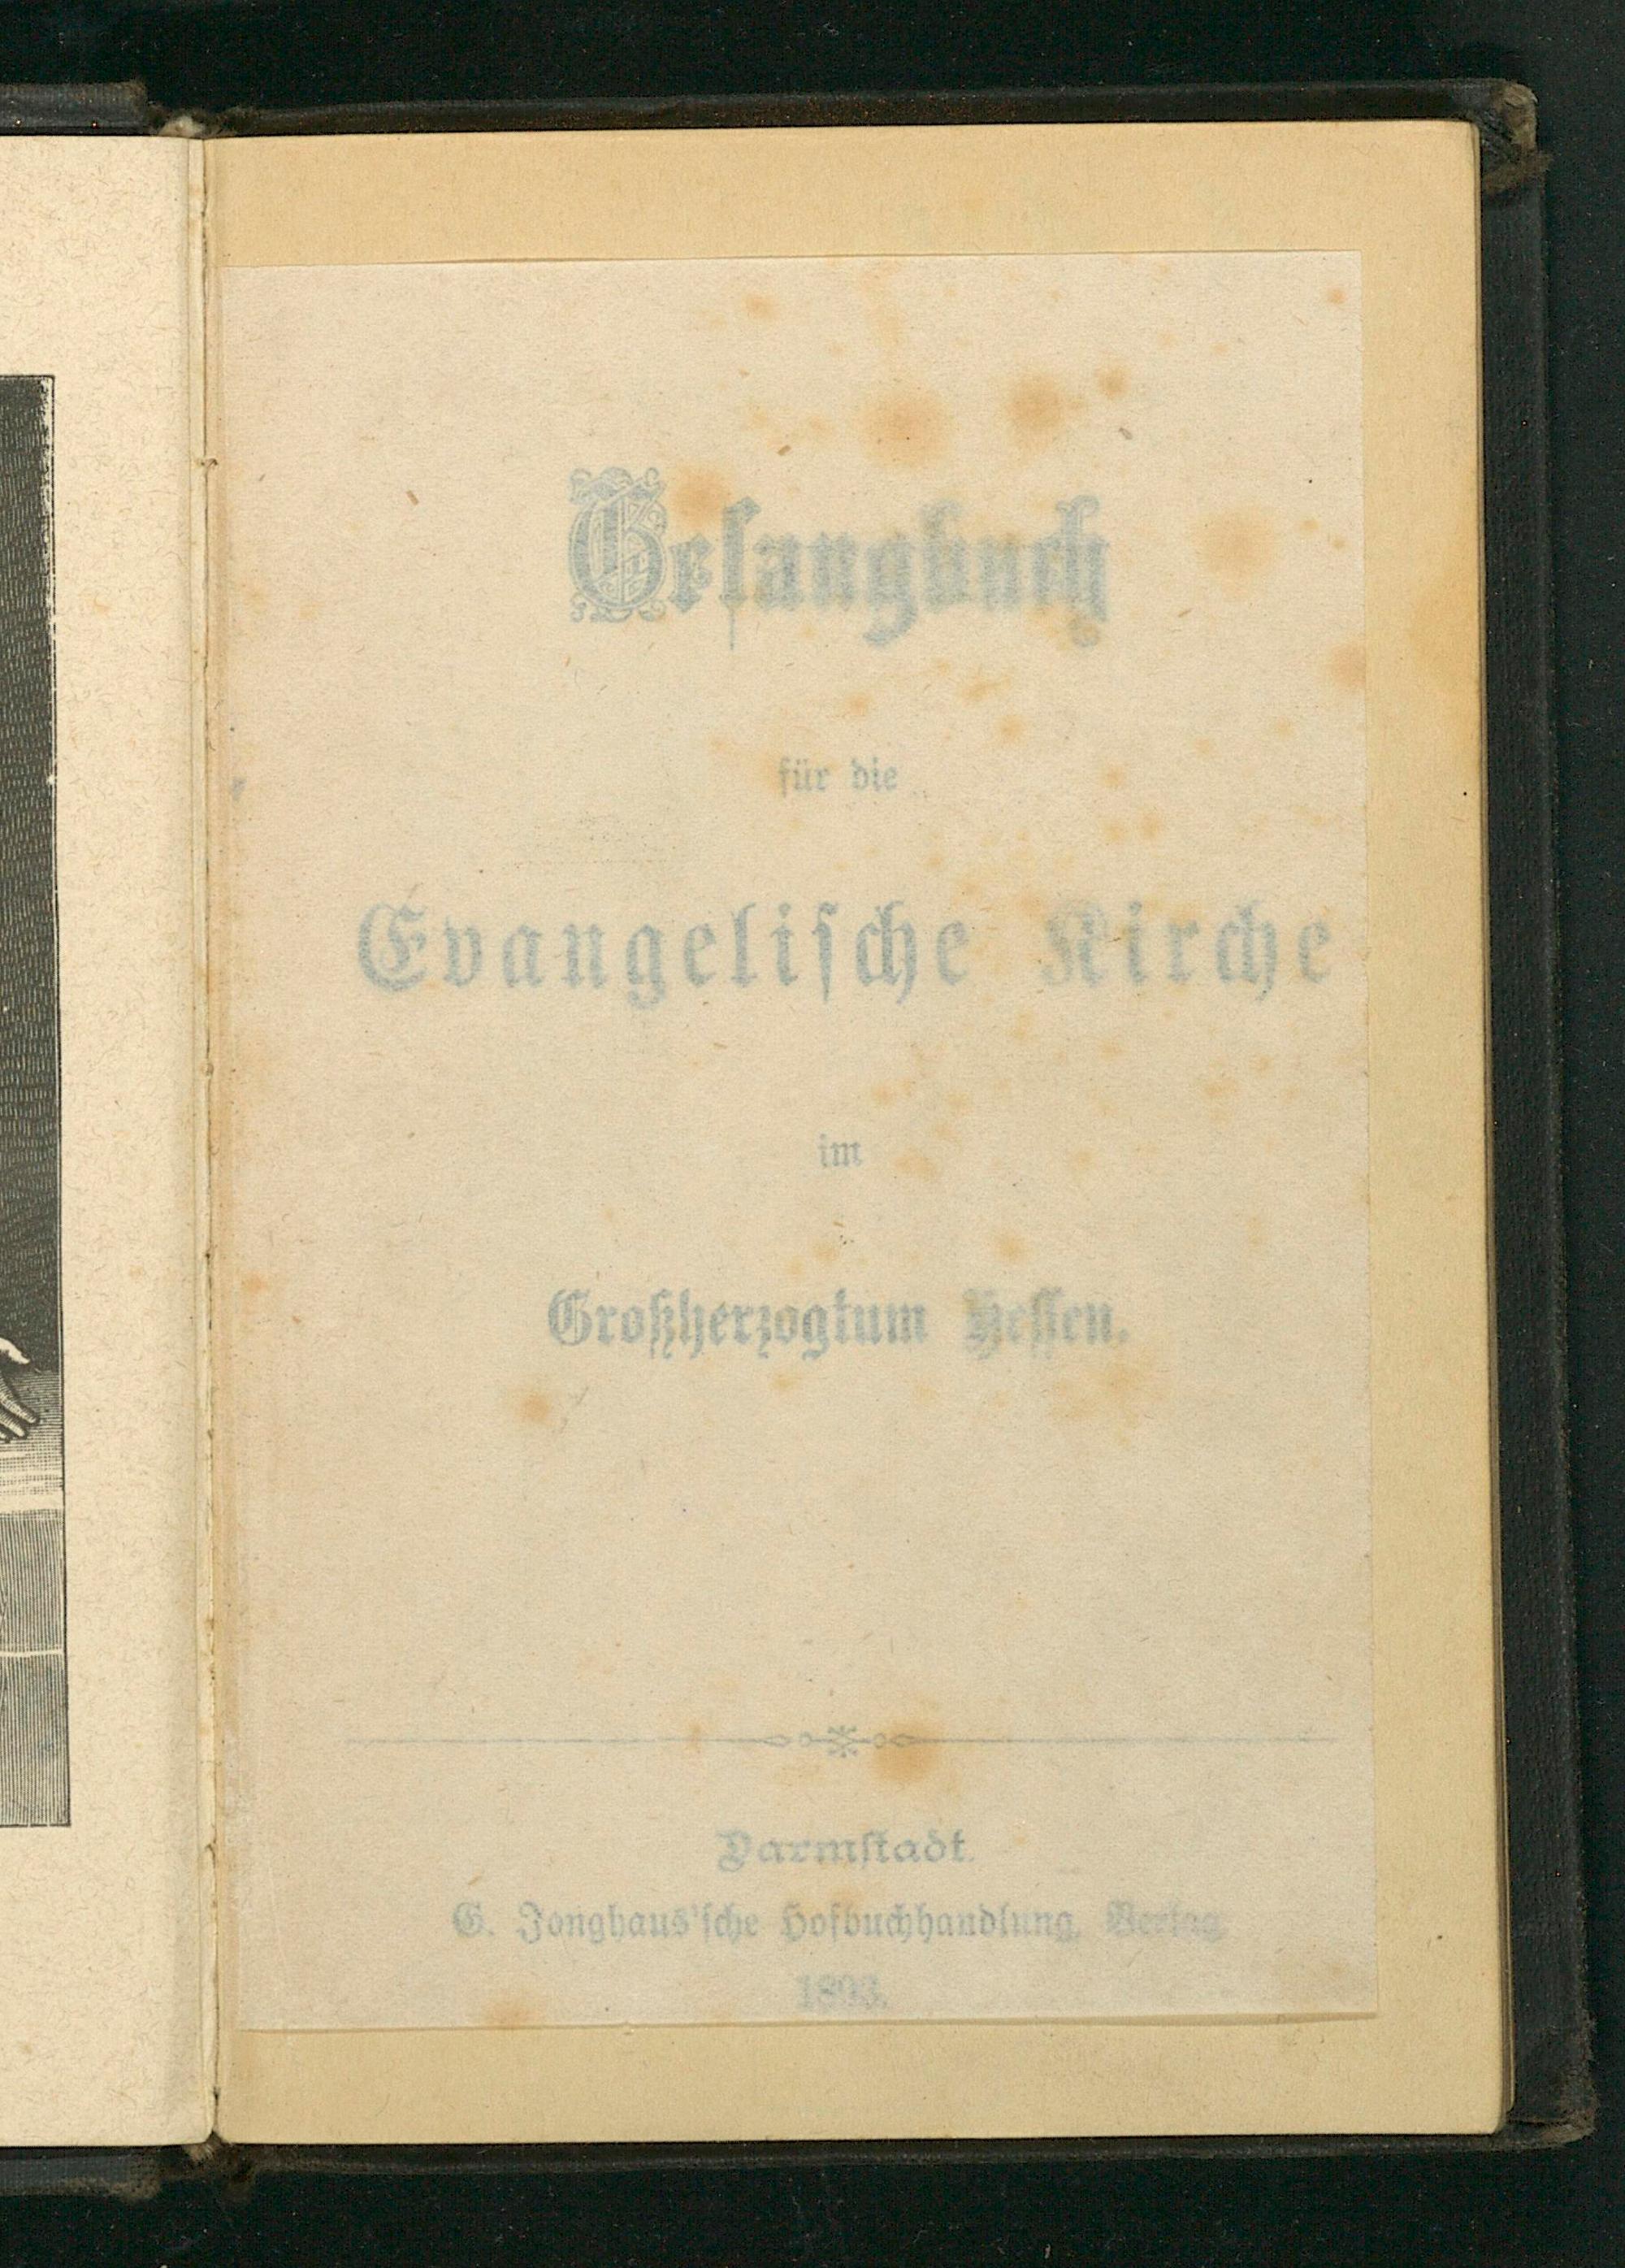 Gesangbuch
für die
Evangelische Kirche
im
Großherzogtum Hessen.
Darmstadt.
G. Jonghaus'sche Hofbuchhandlung, Verlag